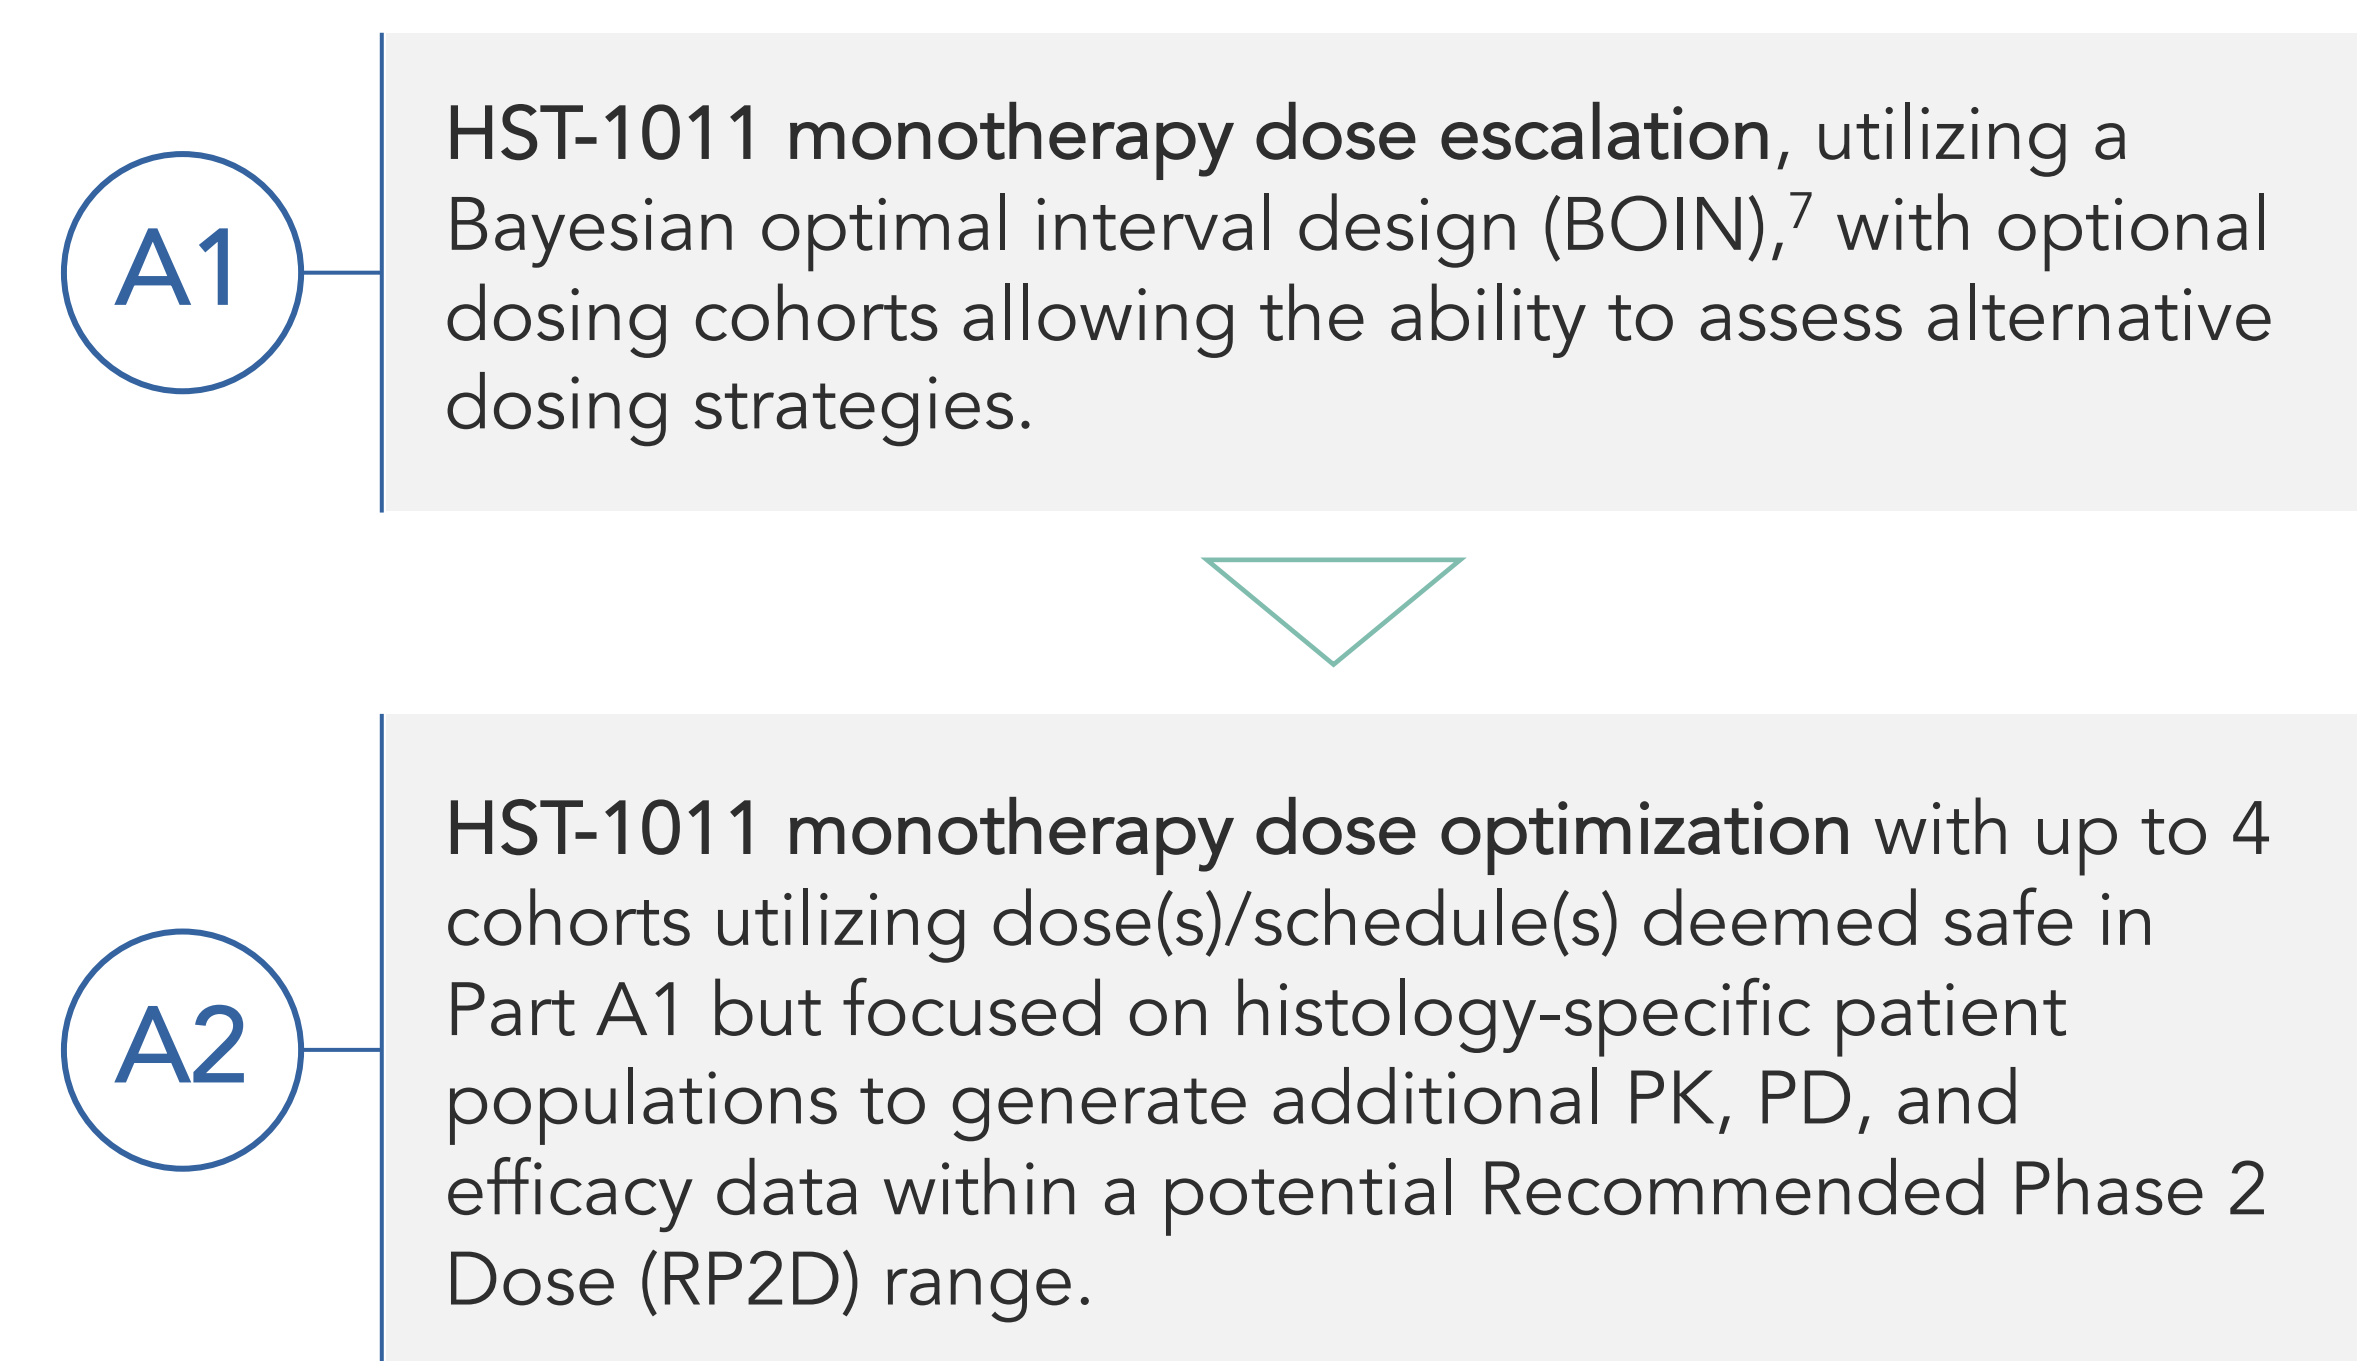 A1
HST-1011 monotherapy dose escalation, utilizing a
Bayesian optimal interval design (BOIN),⁷ with optional
dosing cohorts allowing the ability to assess alternative
dosing strategies.
A2
HST-1011 monotherapy dose optimization with up to 4
cohorts utilizing dose(s)/schedule(s) deemed safe in
Part A1 but focused on histology-specific patient
populations to generate additional PK, PD, and
efficacy data within a potential Recommended Phase 2
Dose (RP2D) range.